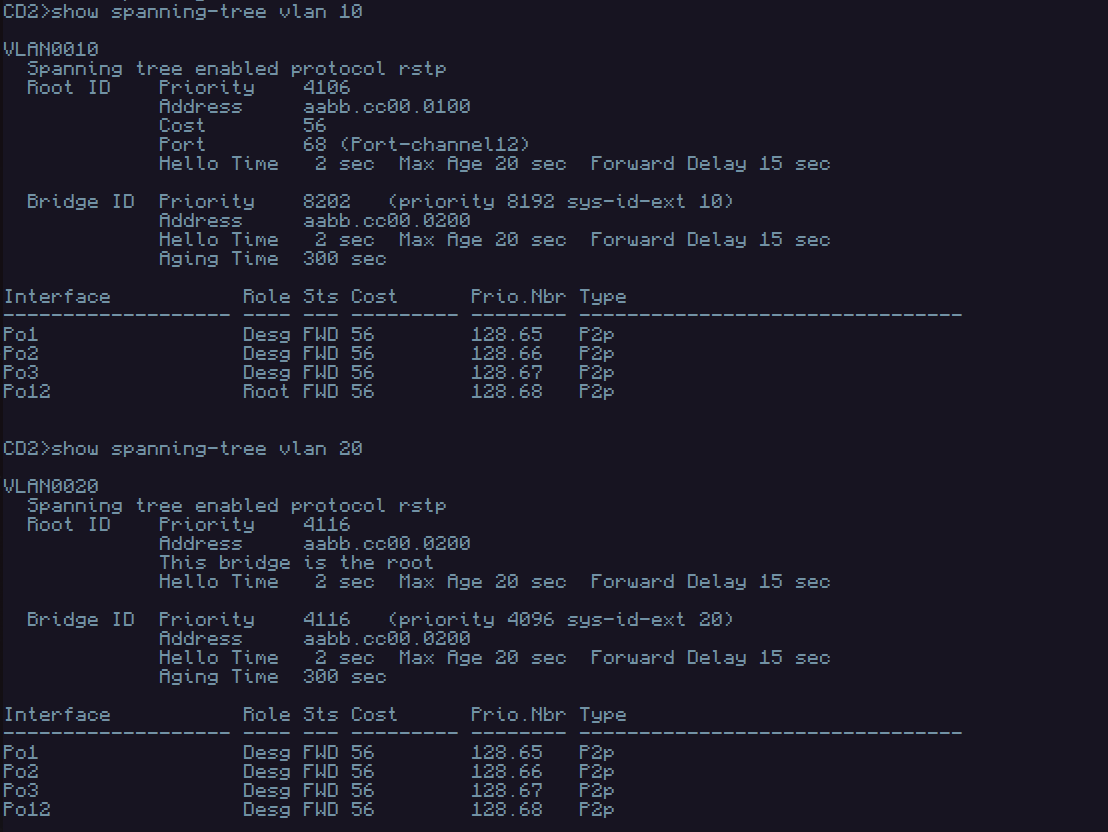 CD2>show spanning-tree vlan 10

VLAN0010
  Spanning tree enabled protocol rstp
  Root ID    Priority    4106
             Address     aabb.cc00.0100
             Cost        56
             Port        68 (Port-channel12)
             Hello Time   2 sec  Max Age 20 sec  Forward Delay 15 sec

  Bridge ID  Priority    8202   (priority 8192 sys-id-ext 10)
             Address     aabb.cc00.0200
             Hello Time   2 sec  Max Age 20 sec  Forward Delay 15 sec
             Aging Time  300 sec

Interface           Role Sts Cost      Prio.Nbr Type
------------------- ---- --- --------- -------- --------------------------------
Po1                 Desg FWD 56        128.65   P2p
Po2                 Desg FWD 56        128.66   P2p
Po3                 Desg FWD 56        128.67   P2p
Po12                Root FWD 56        128.68   P2p

CD2>show spanning-tree vlan 20

VLAN0020
  Spanning tree enabled protocol rstp
  Root ID    Priority    4116
             Address     aabb.cc00.0200
             This bridge is the root
             Hello Time   2 sec  Max Age 20 sec  Forward Delay 15 sec

  Bridge ID  Priority    4116   (priority 4096 sys-id-ext 20)
             Address     aabb.cc00.0200
             Hello Time   2 sec  Max Age 20 sec  Forward Delay 15 sec
             Aging Time  300 sec

Interface           Role Sts Cost      Prio.Nbr Type
------------------- ---- --- --------- -------- --------------------------------
Po1                 Desg FWD 56        128.65   P2p
Po2                 Desg FWD 56        128.66   P2p
Po3                 Desg FWD 56        128.67   P2p
Po12                Desg FWD 56        128.68   P2p